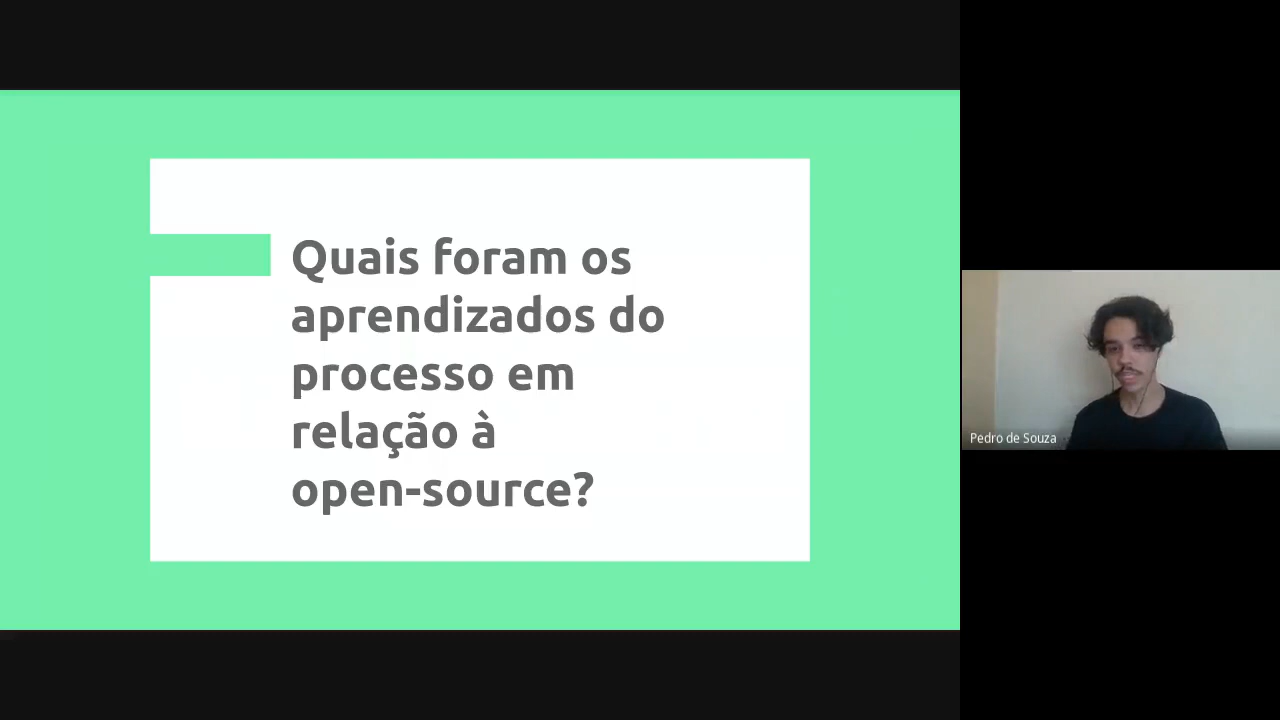 Quais foram os
aprendizados do
processo em
relação à
open-source?
Pedro de Souza